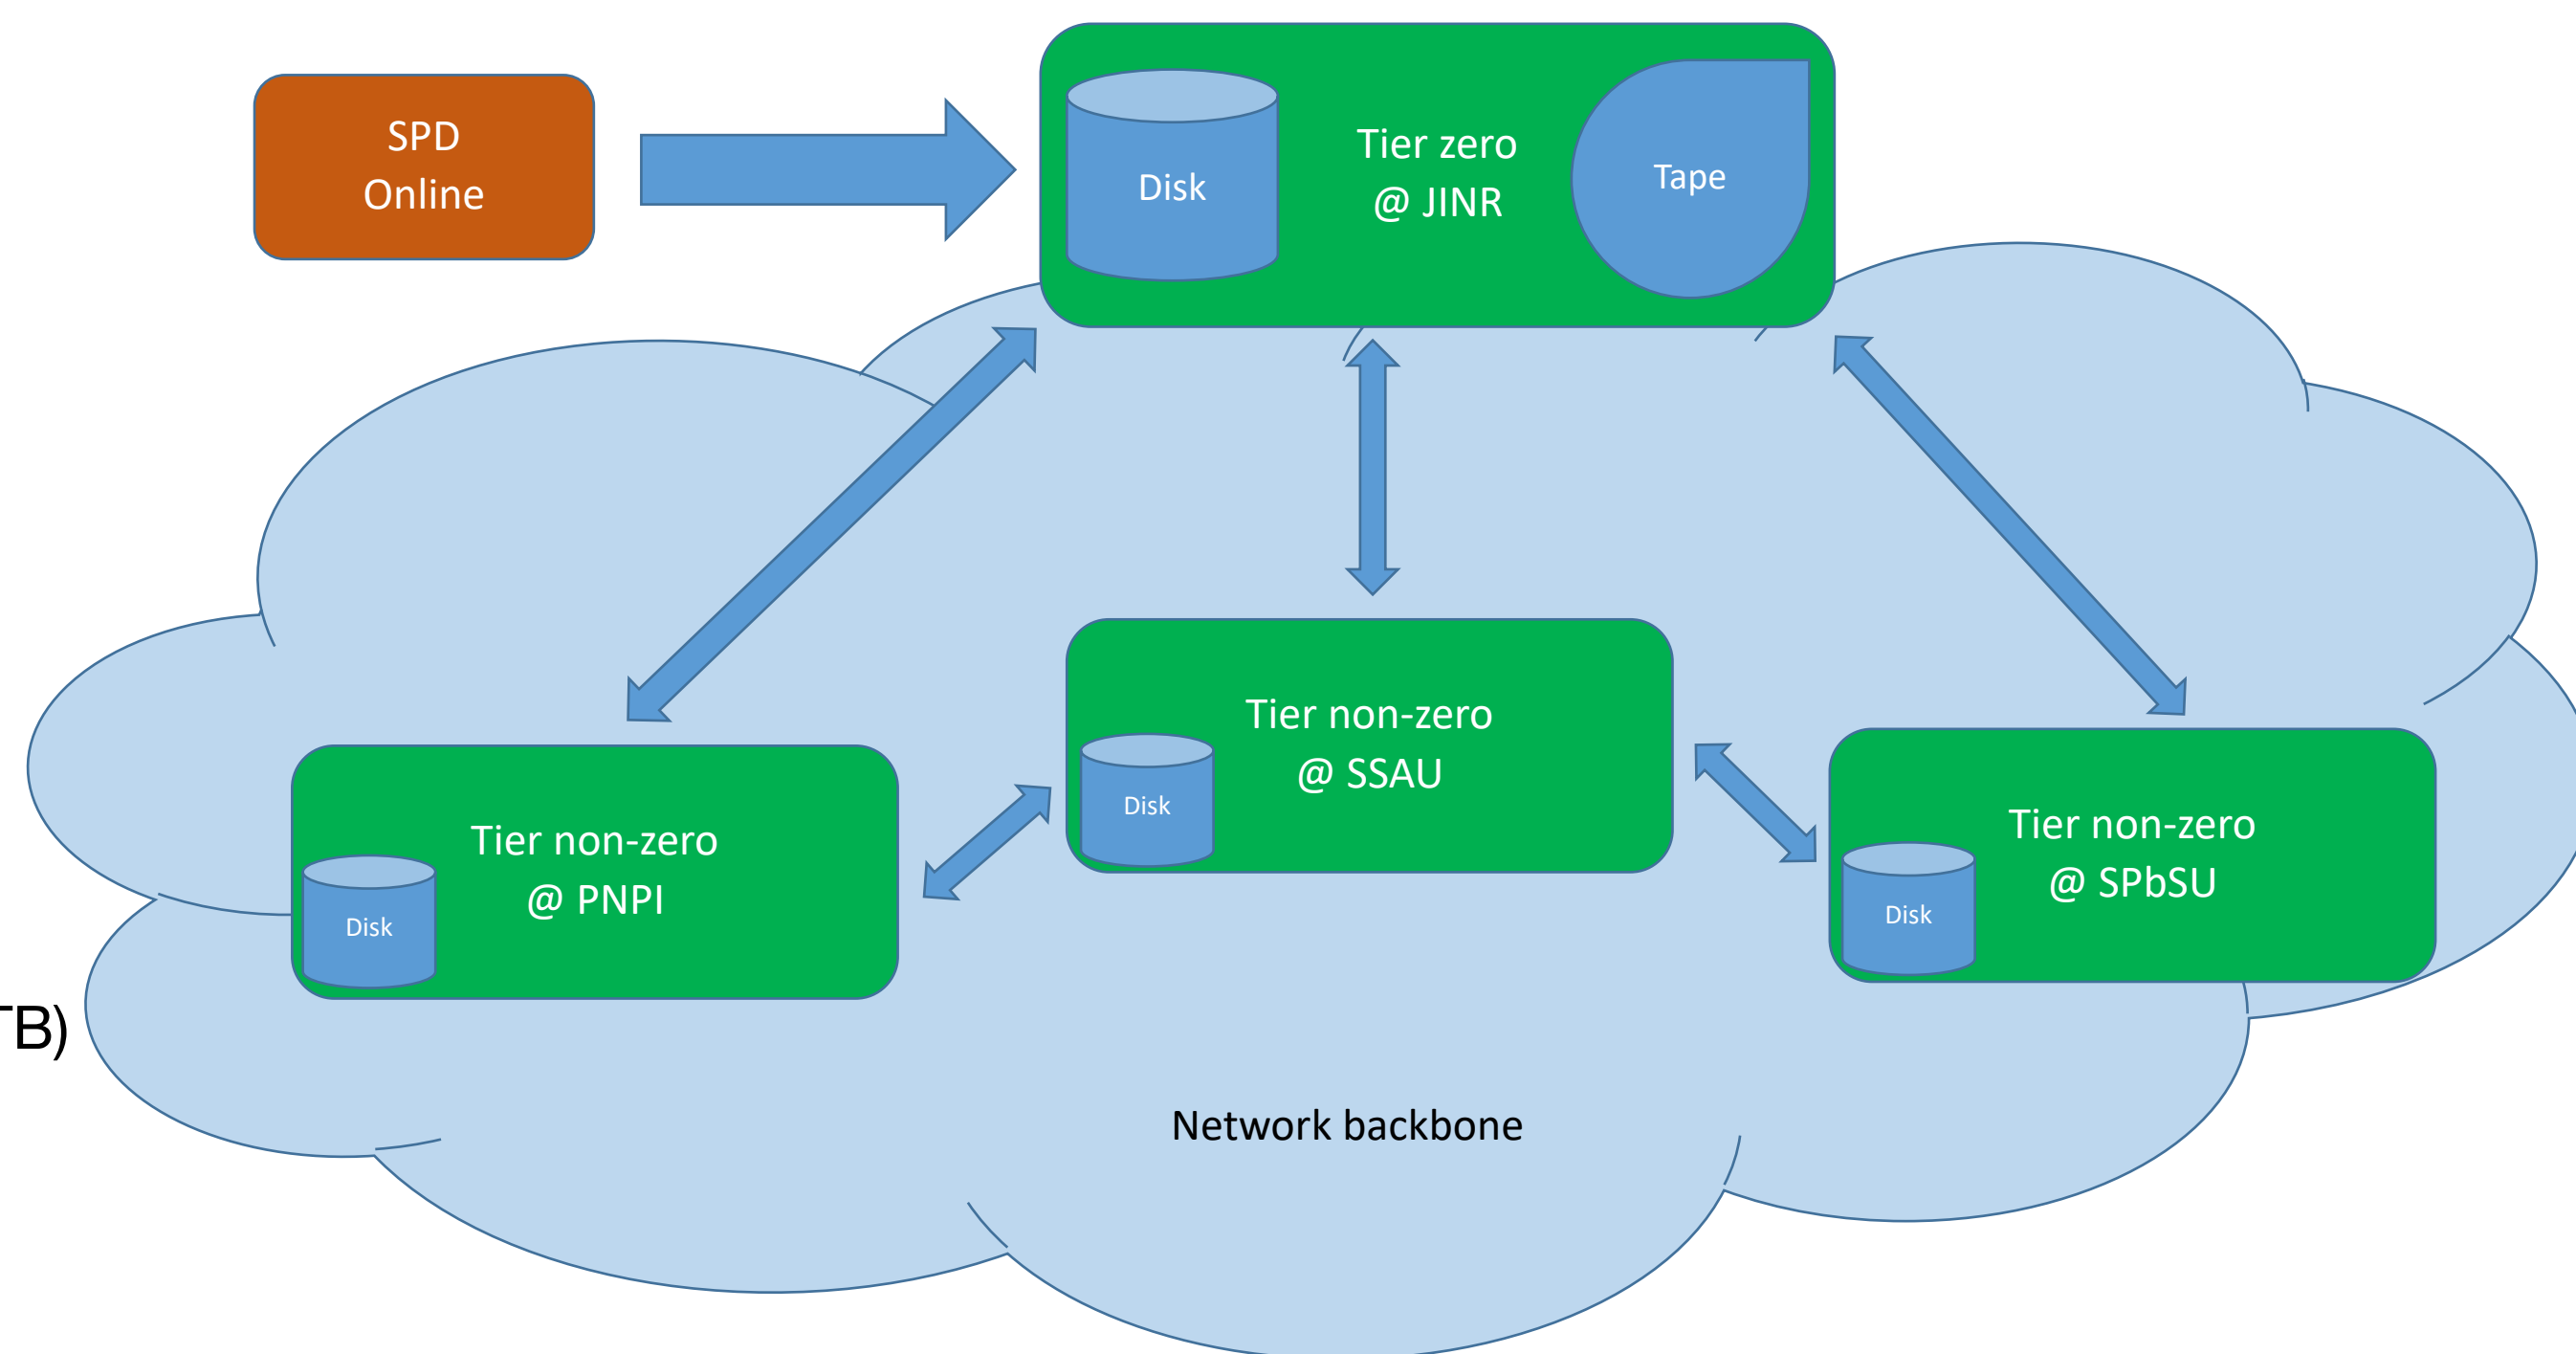 SPD
Online
Disk
Tier zero
@ JINR
Tape
Tier non-zero
@ SSAU
Disk
Tier non-zero
@ PNPI
Disk
Tier non-zero
@ SPbSU
Disk
TB)
Network backbone